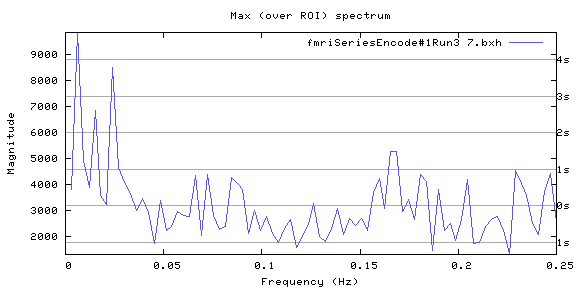 Max (over ROI) spectrum
fmriSeriesEncode#1Run3 7.bxh
9000
8000
7000
6000
5000
4000
3000
2000
4s
3s
2s
1s
0s
1s
Magnitude
0
0.05
0.1
0.15
0.2
0.25
Frequency (Hz)